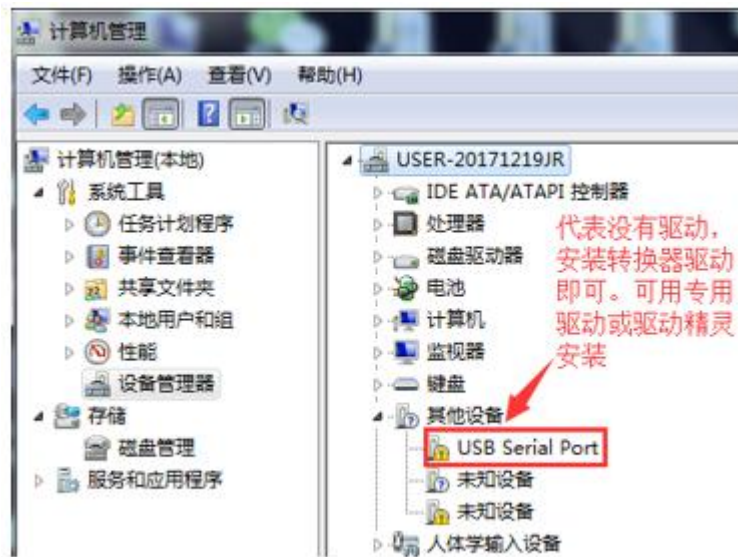 计算机管理
文件(F) 操作(A) 查看(V) 帮助(H)
计算机管理(本地)
系统工具
任务计划程序
事件查看器
共享文件夹
本地用户和组
性能
设备管理器
存储
磁盘管理
服务和应用程序
USER-20171219JR
IDE ATA/ATAPI 控制器
处理器
磁盘驱动器
电池
计算机
监视器
键盘
其他设备
USB Serial Port
未知设备
未知设备
人体学输入设备
代表没有驱动，
安装转换器驱动
即可。可用专用
驱动或驱动精灵
安装